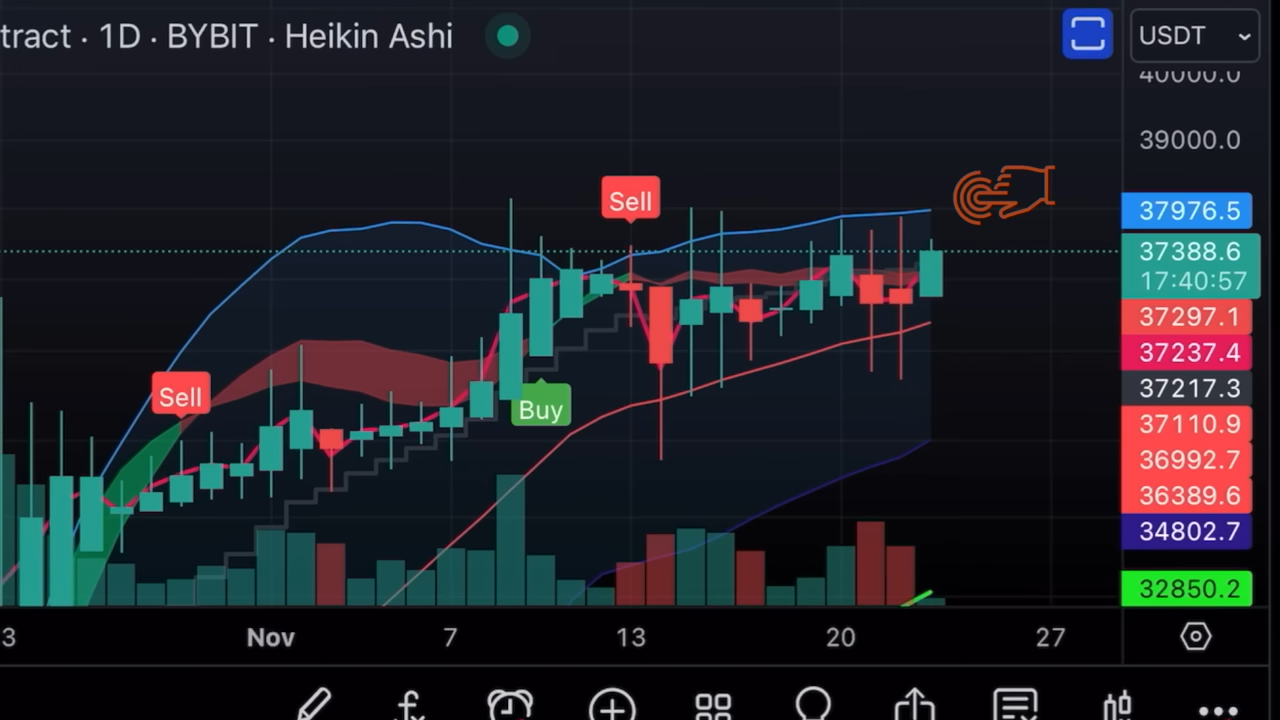 tract · 1D · BYBIT · Heikin Ashi
USDT
40000.0
39000.0
Sell
37976.5
37388.6
17:40:57
37297.1
37237.4
Sell
37217.3
Buy
37110.9
36992.7
36389.6
34802.7
32850.2
3 Nov 7 13 20 27